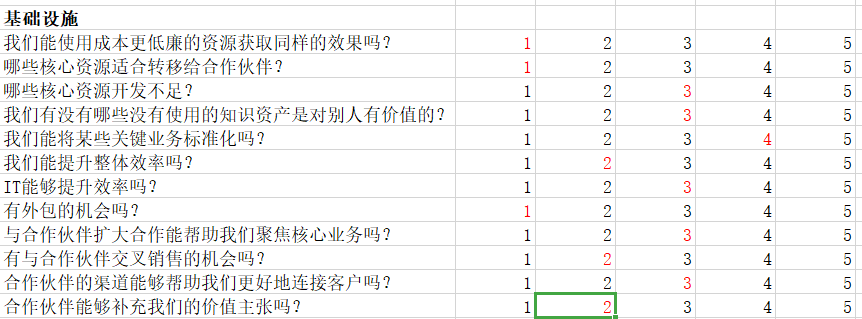 基础设施
我们能使用成本更低廉的资源获取同样的效果吗? 1 2 3 4 5
哪些核心资源适合转移给合作伙伴? 1 2 3 4 5
哪些核心资源开发不足? 1 2 3 4 5
我们有没有哪些没有使用的知识资产是对别人有价值的? 1 2 3 4 5
我们能将某些关键业务标准化吗? 1 2 3 4 5
我们能提升整体效率吗? 1 2 3 4 5
IT能够提升效率吗? 1 2 3 4 5
有外包的机会吗? 1 2 3 4 5
与合作伙伴扩大合作能帮助我们聚焦核心业务吗? 1 2 3 4 5
有与合作伙伴交叉销售的机会吗? 1 2 3 4 5
合作伙伴的渠道能够帮助我们更好地连接客户吗? 1 2 3 4 5
合作伙伴能够补充我们的价值主张吗? 1 2 3 4 5